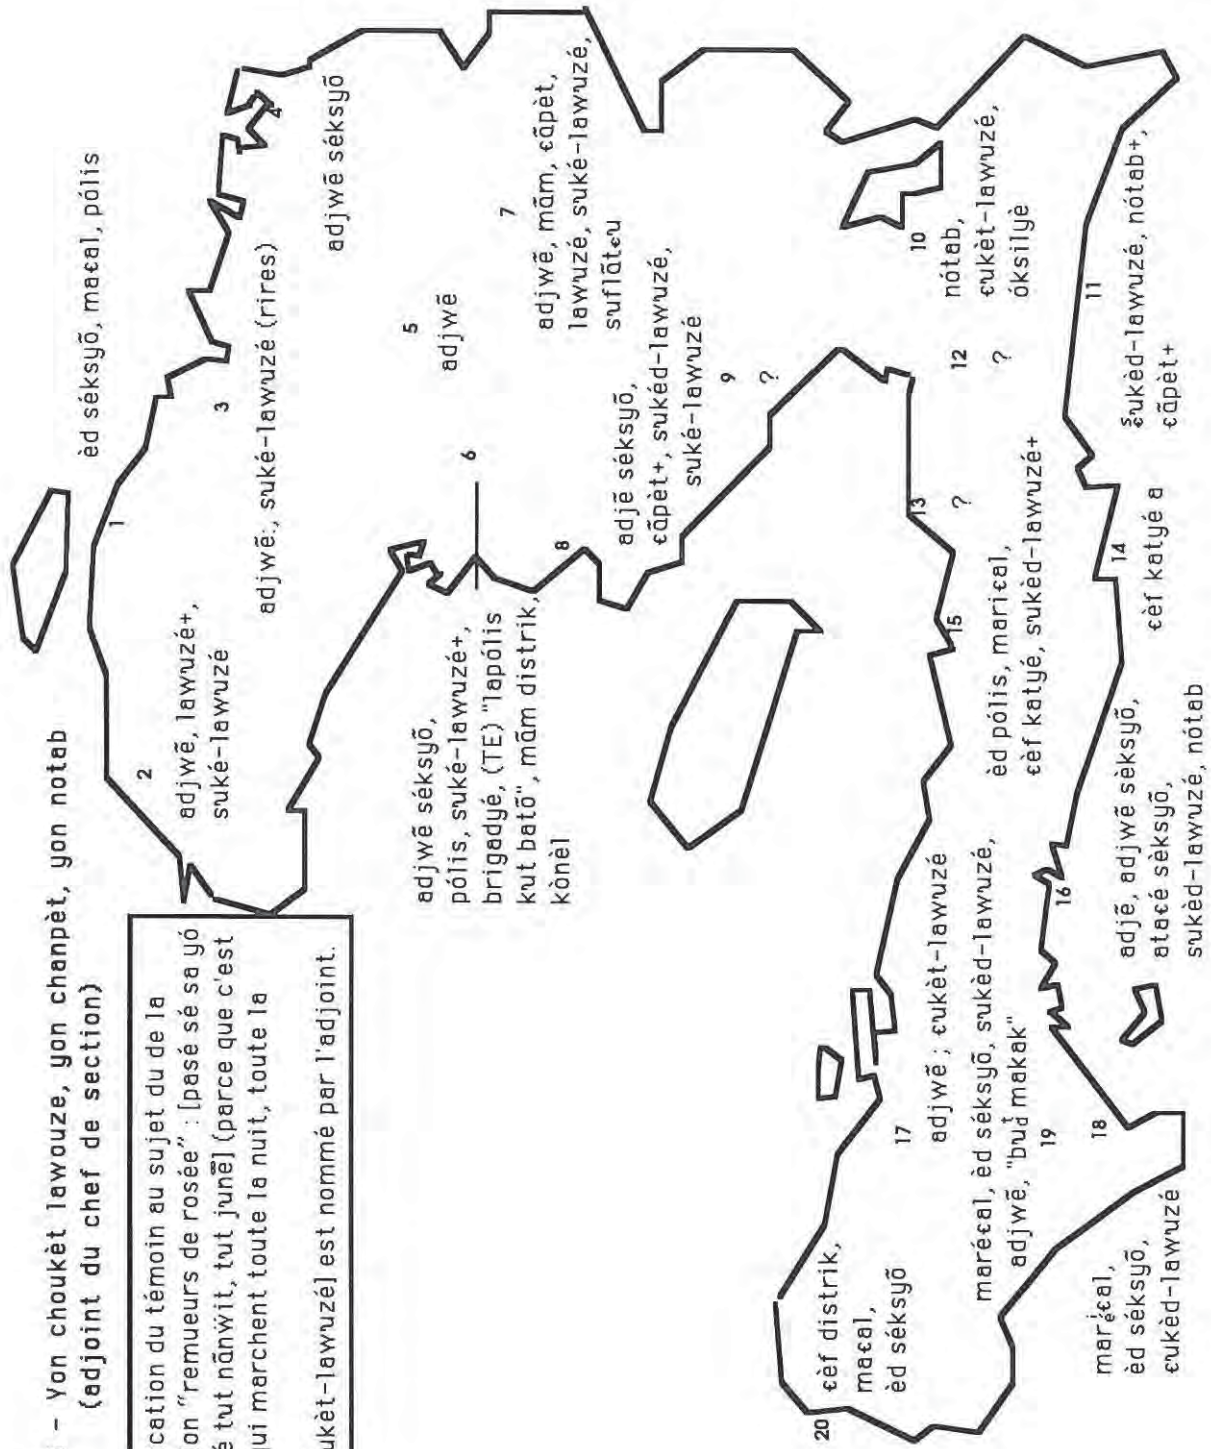 - Yon choukèt lawouze, yon chanpèt, yon notab
(adjoint du chef de section)
cation du témoin au sujet du de la
on "remueurs de rosée" : [pasé sé sa yó
é tut nãnẅit, tut junẽ] (parce que c'est
ui marchent toute la nuit, toute la
ukèt-lawuzé] est nommé par l'adjoint.
1
èd séksyõ, maɛal, pólis
2
adjwẽ, lawuzé+,
suké-lawuzé
3
adjwẽ:, suké-lawuzé (rires)
4
adjwẽ séksyõ
5
adjwẽ
6
adjwẽ séksyõ,
pólis, suké-lawuzé+,
brigadyé, (TE) "lapólis
kut batõ", mãm distrik,
kònèl
7
adjwẽ, mãm, ɛãpèt,
lawuzé, suké-lawuzé,
suflãtɛu
8
adjẽ séksyõ,
ɛãpèt+, sukéd-lawuzé,
suké-lawuzé
9
?
10
nótab,
ɛukèt-lawuzé,
óksilyè
11
ɛukèd-lawuzé, nótab+,
ɛãpèt+
12
?
13
?
14
ɛèf katyé a
15
èd pólis, mariɛal,
ɛèf katyé, sukèd-lawuzé+
16
adjẽ, adjwẽ sèksyõ,
ataɛé séksyõ,
sukèd-lawuzé, nótab
17
adjwẽ ; ɛukèt-lawuzé
18
mariɛal,
èd séksyõ,
ɛukèd-lawuzé
19
maréɛal, èd séksyõ, sukèd-lawuzé,
adjwẽ, "bud makak"
20
ɛèf distrik,
maɛal,
èd séksyõ